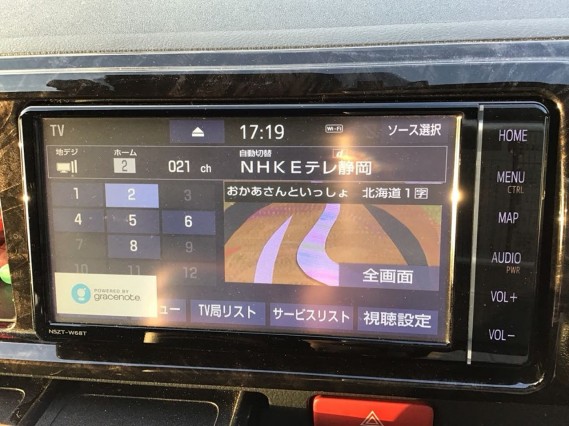 TV
17:19
Wi-Fi
ソース選択
地デジ
ホーム
2
021 ch
自動切替
NHKEテレ静岡
1 2 3
4 5 6
7 8 9
10 11 12
おかあさんといっしょ 北海道1字
全画面
POWERED BY
gracenote
ュー
TV局リスト
サービスリスト
視聴設定
NSZT-W68T
HOME
MENU
CTRL
MAP
AUDIO
PWR
VOL+
VOL-